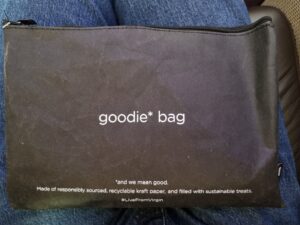 goodie* bag
*and we mean good.
Made of responsibly sourced, recyclable kraft paper, and filled with sustainable treats.
#LiveFromVirgin